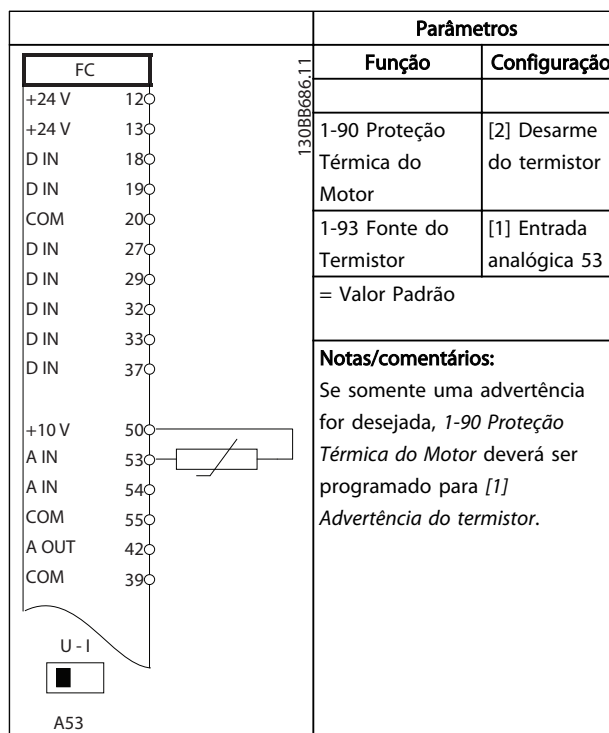 FC
+24 V 12
+24 V 13
D IN 18
D IN 19
COM 20
D IN 27
D IN 29
D IN 32
D IN 33
D IN 37
+10 V 50
A IN 53
A IN 54
COM 55
A OUT 42
COM 39
U - I
A53
130BB686.11
Parâmetros
Função Configuração
1-90 Proteção [2] Desarme
Térmica do do termistor
Motor
1-93 Fonte do [1] Entrada
Termistor analógica 53
= Valor Padrão
Notas/comentários:
Se somente uma advertência
for desejada, 1-90 Proteção
Térmica do Motor deverá ser
programado para [1]
Advertência do termistor.